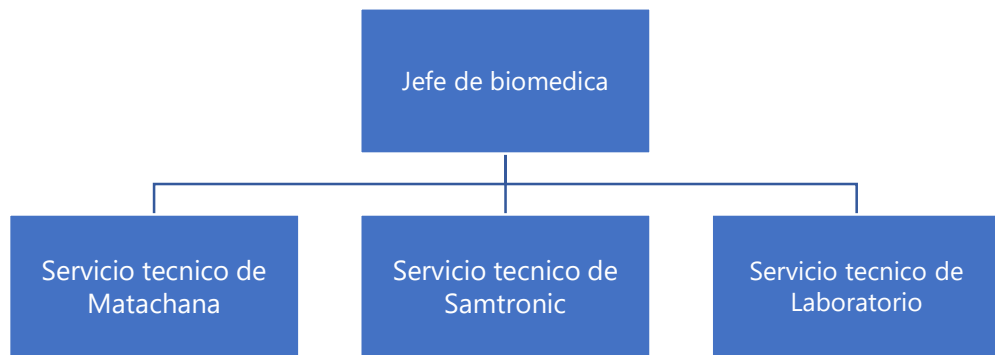 Jefe de biomedica
Servicio tecnico de
Matachana
Servicio tecnico de
Samtronic
Servicio tecnico de
Laboratorio